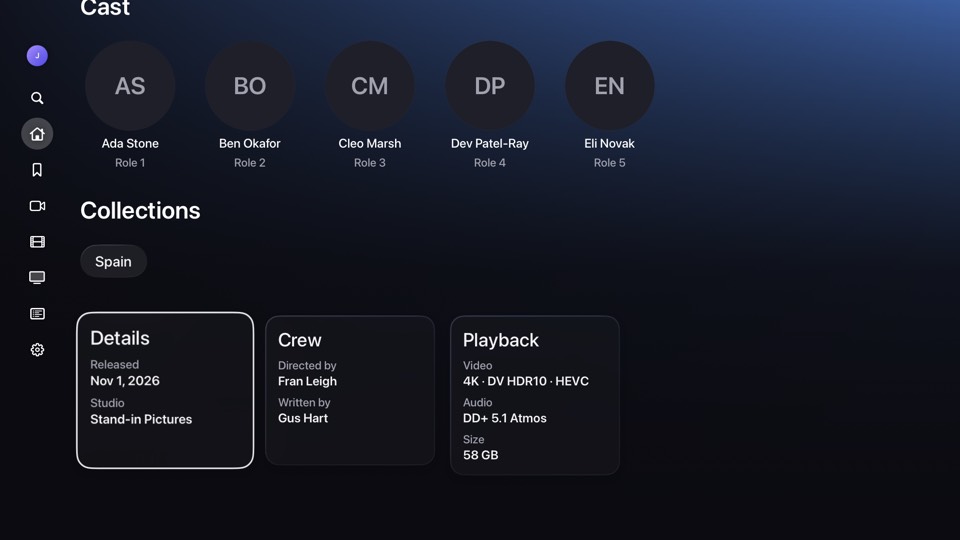 Cast
J
AS
BO
CM
DP
EN
Ada Stone
Ben Okafor
Cleo Marsh
Dev Patel-Ray
Eli Novak
Role 1
Role 2
Role 3
Role 4
Role 5
Collections
Spain
Details
Released
Nov 1, 2026
Studio
Stand-in Pictures
Crew
Directed by
Fran Leigh
Written by
Gus Hart
Playback
Video
4K · DV HDR10 · HEVC
Audio
DD+ 5.1 Atmos
Size
58 GB